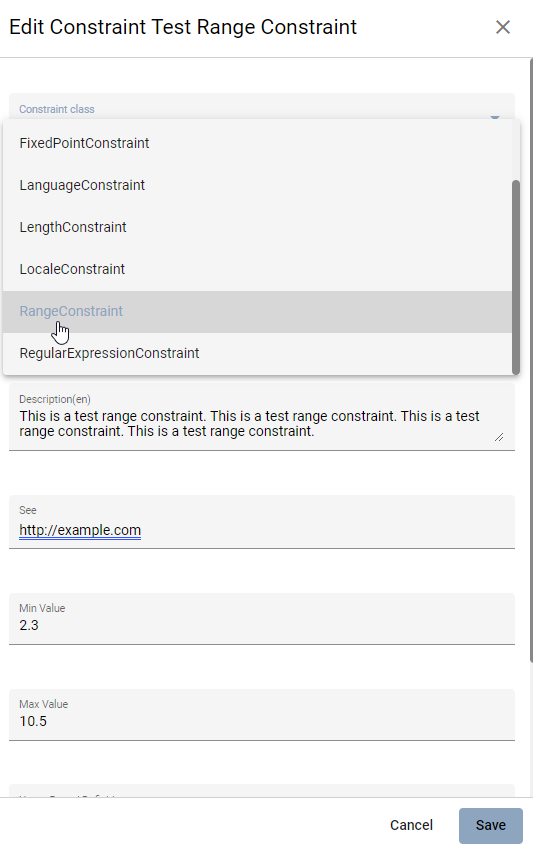 Edit Constraint Test Range Constraint
Constraint class
FixedPointConstraint
LanguageConstraint
LengthConstraint
LocaleConstraint
RangeConstraint
RegularExpressionConstraint
Description(en)
This is a test range constraint. This is a test range constraint. This is a test
range constraint. This is a test range constraint.
See
http://example.com
Min Value
2.3
Max Value
10.5
Cancel
Save